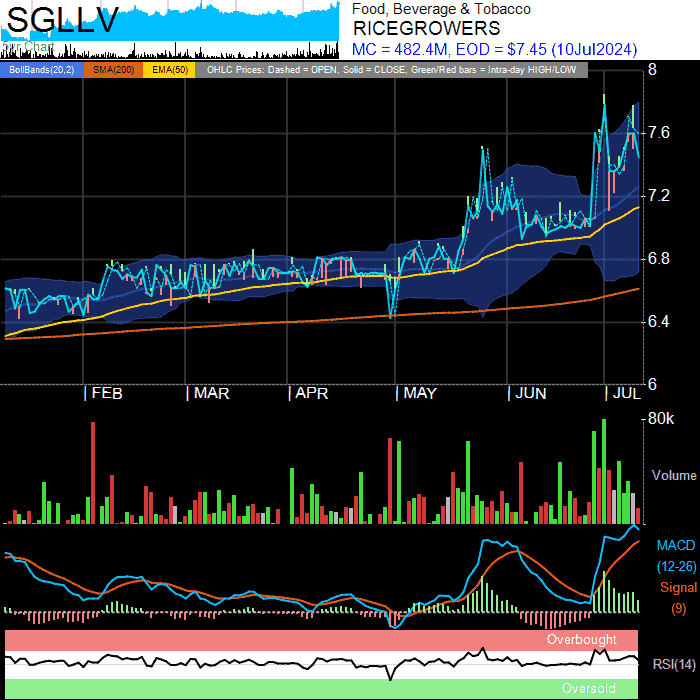 SGLLV
Food, Beverage & Tobacco
RICEGROWERS
MC = 482.4M, EOD = $7.45 (10Jul2024)
BollBands(20,2) SMA(200) EMA(50) OHLC Prices: Dashed = OPEN, Solid = CLOSE, Green/Red bars = Intra-day HIGH/LOW
8
7.6
7.2
6.8
6.4
6
| FEB | MAR | APR | MAY | JUN | JUL
80k
Volume
MACD
(12-26)
Signal
(9)
Overbought
RSI(14)
Oversold